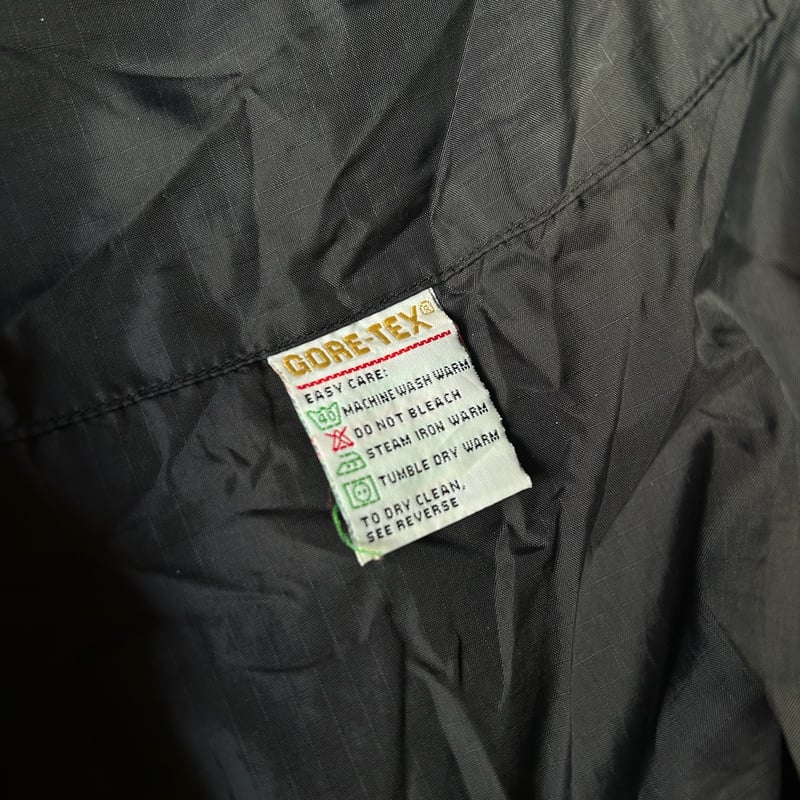 GORE-TEX®
EASY CARE:
40 MACHINE WASH WARM
DO NOT BLEACH
STEAM IRON WARM
TUMBLE DRY WARM
TO DRY CLEAN,
SEE REVERSE